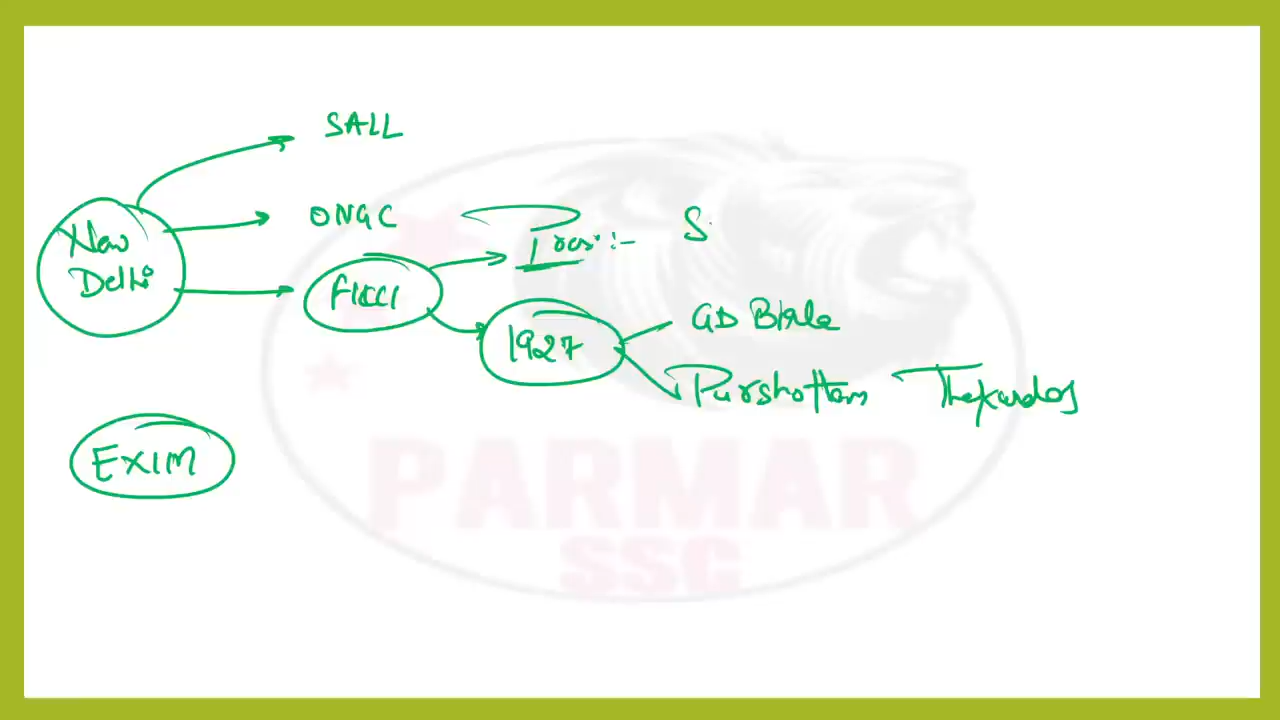 SAIL
ONGC
New
Delhi
FICCI
Pres :- S
1927
GD Birla
Purshottam Thakurdas
EXIM
PARMAR
SSC